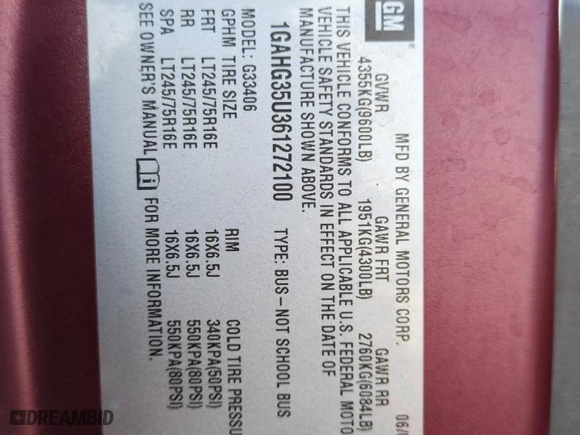 GM
MFD BY GENERAL MOTORS CORP. 06/
GVWR GAWR FRT GAWR RR
4355KG(9600LB) 1951KG(4300LB) 2760KG(6084LB)
THIS VEHICLE CONFORMS TO ALL APPLICABLE U.S. FEDERAL MOTO
VEHICLE SAFETY STANDARDS IN EFFECT ON THE DATE OF
MANUFACTURE SHOWN ABOVE.
1GAHG35U361272100 TYPE: BUS–NOT SCHOOL BUS
MODEL: G33406
GPHM TIRE SIZE RIM COLD TIRE PRESSU
FRT LT245/75R16E 16X6.5J 340KPA(50PSI)
RR LT245/75R16E 16X6.5J 550KPA(80PSI)
SPA LT245/75R16E 16X6.5J 550KPA(80PSI)
SEE OWNER'S MANUAL i FOR MORE INFORMATION.
DREAMBID